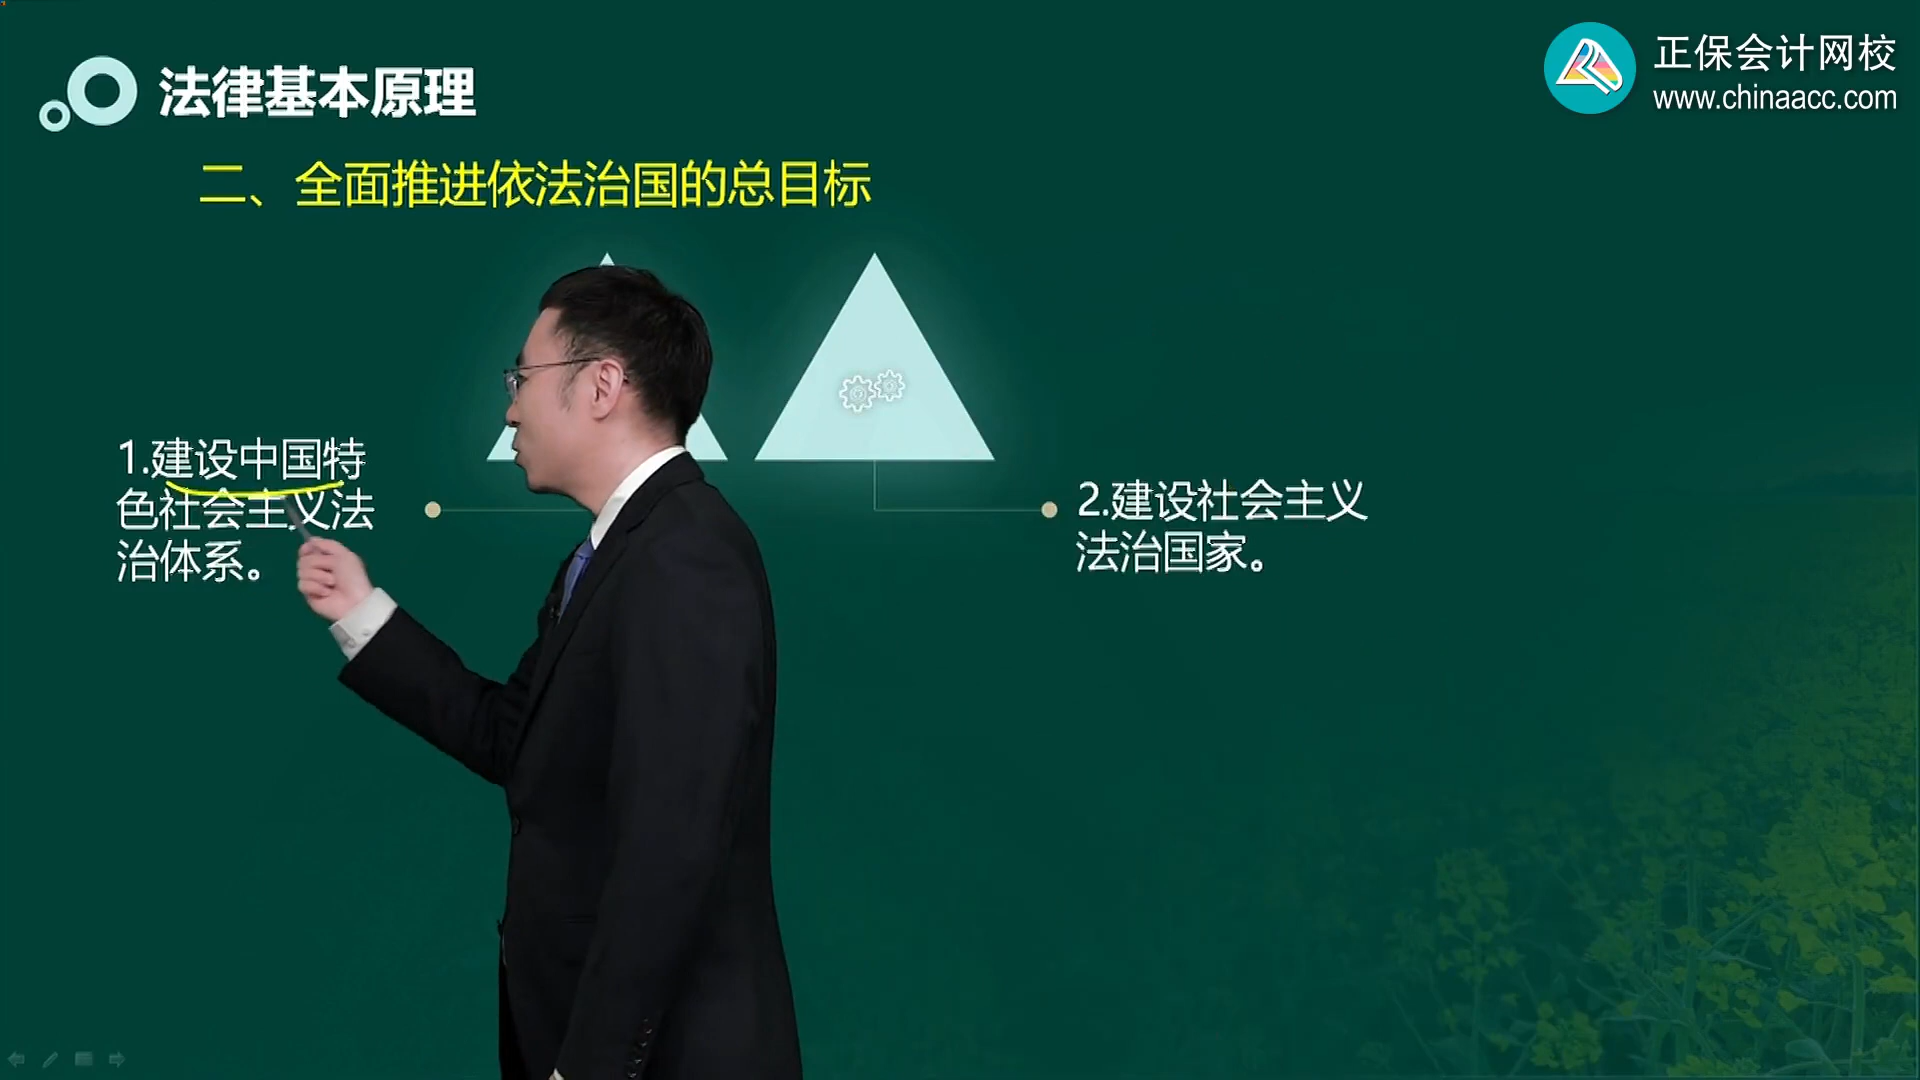 正保会计网校
www.chinaacc.com
法律基本原理
二、全面推进依法治国的总目标
1.建设中国特
色社会主义法
治体系。
2.建设社会主义
法治国家。